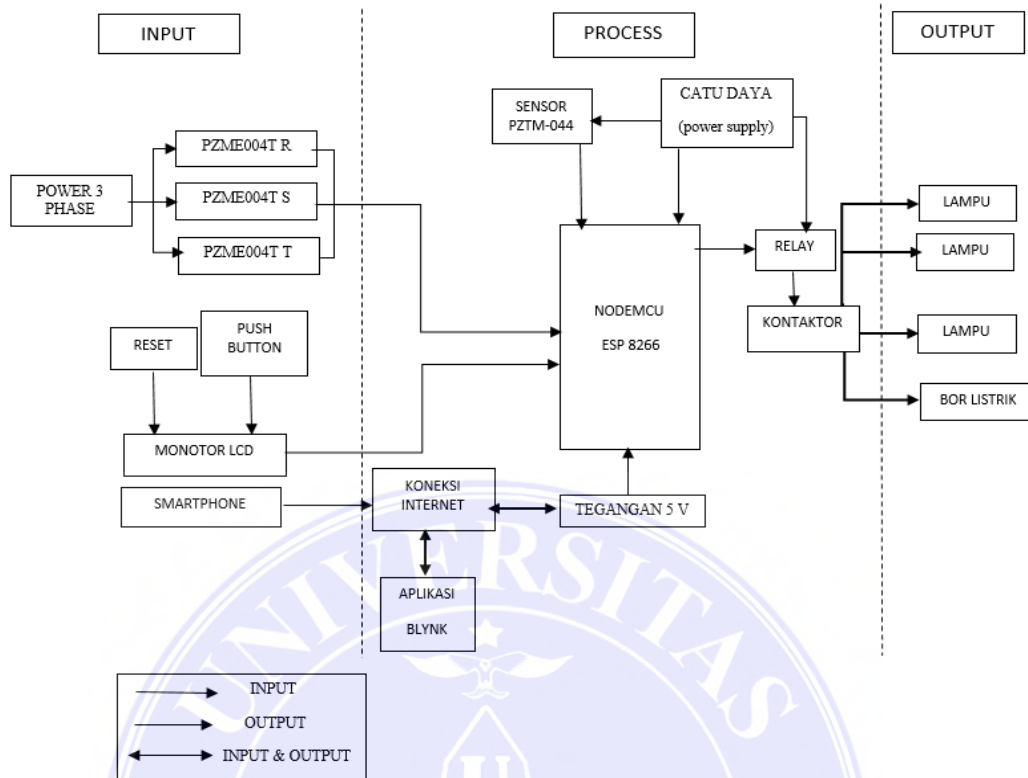 INPUT
PROCESS
OUTPUT
SENSOR
PZTM-044
CATU DAYA
(power supply)
PZME004T R
POWER 3
PHASE
PZME004T S
PZME004T T
LAMPU
LAMPU
RELAY
NODEMCU
ESP 8266
KONTAKTOR
LAMPU
RESET
PUSH
BUTTON
BOR LISTRIK
MONOTOR LCD
SMARTPHONE
KONEKSI
INTERNET
TEGANGAN 5 V
APLIKASI
BLYNK
UNIVERSITAS
INPUT
OUTPUT
INPUT & OUTPUT